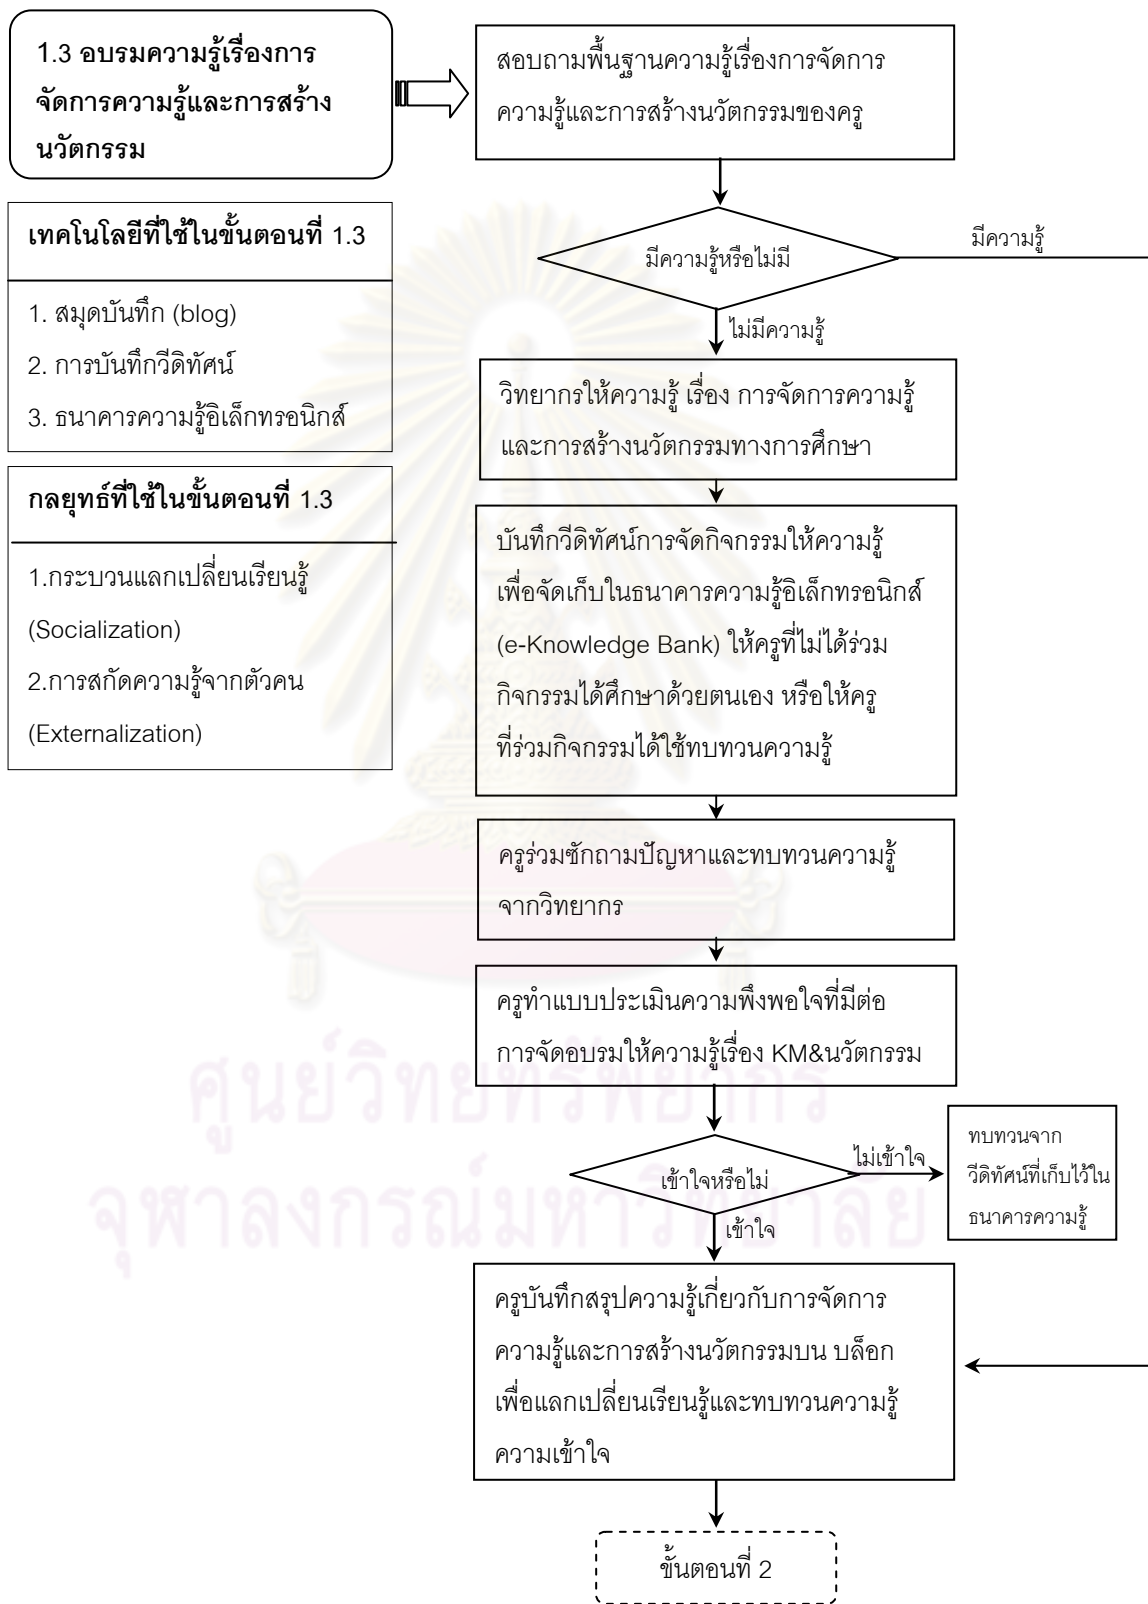 1.3 อบรมความรู้เรื่องการ
จัดการความรู้และการสร้าง
นวัตกรรม
เทคโนโลยีที่ใช้ในขั้นตอนที่ 1.3
1. สมุดบันทึก (blog)
2. การบันทึกวีดิทัศน์
3. ธนาคารความรู้อิเล็กทรอนิกส์
กลยุทธ์ที่ใช้ในขั้นตอนที่ 1.3
1.กระบวนแลกเปลี่ยนเรียนรู้
(Socialization)
2.การสกัดความรู้จากตัวคน
(Externalization)
สอบถามพื้นฐานความรู้เรื่องการจัดการ
ความรู้และการสร้างนวัตกรรมของครู
มีความรู้หรือไม่มี
มีความรู้
ไม่มีความรู้
วิทยากรให้ความรู้ เรื่อง การจัดการความรู้
และการสร้างนวัตกรรมทางการศึกษา
บันทึกวีดิทัศน์การจัดกิจกรรมให้ความรู้
เพื่อจัดเก็บในธนาคารความรู้อิเล็กทรอนิกส์
(e-Knowledge Bank) ให้ครูที่ไม่ได้ร่วม
กิจกรรมได้ศึกษาด้วยตนเอง หรือให้ครู
ที่ร่วมกิจกรรมได้ใช้ทบทวนความรู้
ครูร่วมซักถามปัญหาและทบทวนความรู้
จากวิทยากร
ครูทำแบบประเมินความพึงพอใจที่มีต่อ
การจัดอบรมให้ความรู้เรื่อง KM&นวัตกรรม
เข้าใจหรือไม่
ไม่เข้าใจ
ทบทวนจาก
วีดิทัศน์ที่เก็บไว้ใน
ธนาคารความรู้
เข้าใจ
ครูบันทึกสรุปความรู้เกี่ยวกับการจัดการ
ความรู้และการสร้างนวัตกรรมบน บล็อก
เพื่อแลกเปลี่ยนเรียนรู้และทบทวนความรู้
ความเข้าใจ
ขั้นตอนที่ 2
ศูนย์วิทยทรัพยากร
จุฬาลงกรณ์มหาวิทยาลัย